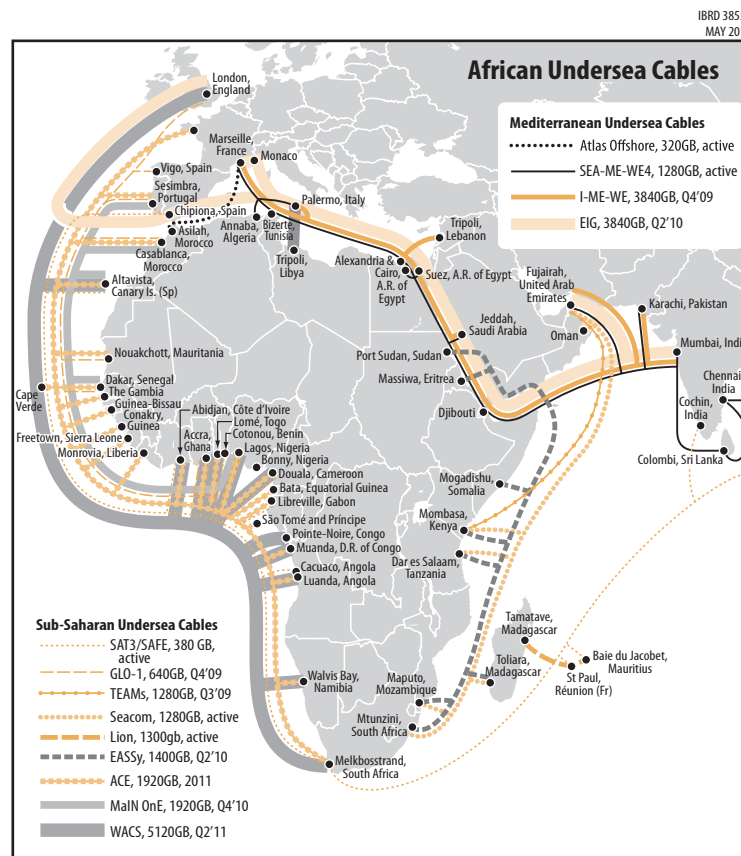 IBRD 385
MAY 20
African Undersea Cables
Mediterranean Undersea Cables
Atlas Offshore, 320GB, active
SEA-ME-WE4, 1280GB, active
I-ME-WE, 3840GB, Q4'09
EIG, 3840GB, Q2'10
London,
England
Marseille,
France
Monaco
Vigo, Spain
Sesimbra,
Portugal
Chipiona, Spain
Asilah,
Morocco
Casablanca,
Morocco
Annaba,
Algeria
Bizerte,
Tunisia
Palermo, Italy
Tripoli,
Libya
Tripoli,
Lebanon
Alexandria &
Cairo,
A.R. of
Egypt
Suez, A.R. of Egypt
Fujairah,
United Arab
Emirates
Oman
Karachi, Pakistan
Mumbai, Indi
Chennai
India
Cochin,
India
Colombi, Sri Lanka
Altavista,
Canary Is. (Sp)
Jeddah,
Saudi Arabia
Port Sudan, Sudan
Massiwa, Eritrea
Djibouti
Nouakchott, Mauritania
Cape
Verde
Dakar, Senegal
The Gambia
Guinea-Bissau
Conakry,
Guinea
Freetown, Sierra Leone
Monrovia, Liberia
Abidjan, Côte d'Ivoire
Lomé, Togo
Accra,
Ghana
Cotonou, Benin
Lagos, Nigeria
Bonny, Nigeria
Douala, Cameroon
Bata, Equatorial Guinea
Libreville, Gabon
São Tomé and Príncipe
Pointe-Noire, Congo
Muanda, D.R. of Congo
Cacuaco, Angola
Luanda, Angola
Mogadishu,
Somalia
Mombasa,
Kenya
Dar es Salaam,
Tanzania
Tamatave,
Madagascar
Toliara,
Madagascar
Baie du Jacobet,
Mauritius
St Paul,
Réunion (Fr)
Walvis Bay,
Namibia
Maputo,
Mozambique
Mtunzini,
South Africa
Melkbosstrand,
South Africa
Sub-Saharan Undersea Cables
SAT3/SAFE, 380 GB,
active
GLO-1, 640GB, Q4'09
TEAMs, 1280GB, Q3'09
Seacom, 1280GB, active
Lion, 1300gb, active
EASSy, 1400GB, Q2'10
ACE, 1920GB, 2011
MaIN OnE, 1920GB, Q4'10
WACS, 5120GB, Q2'11